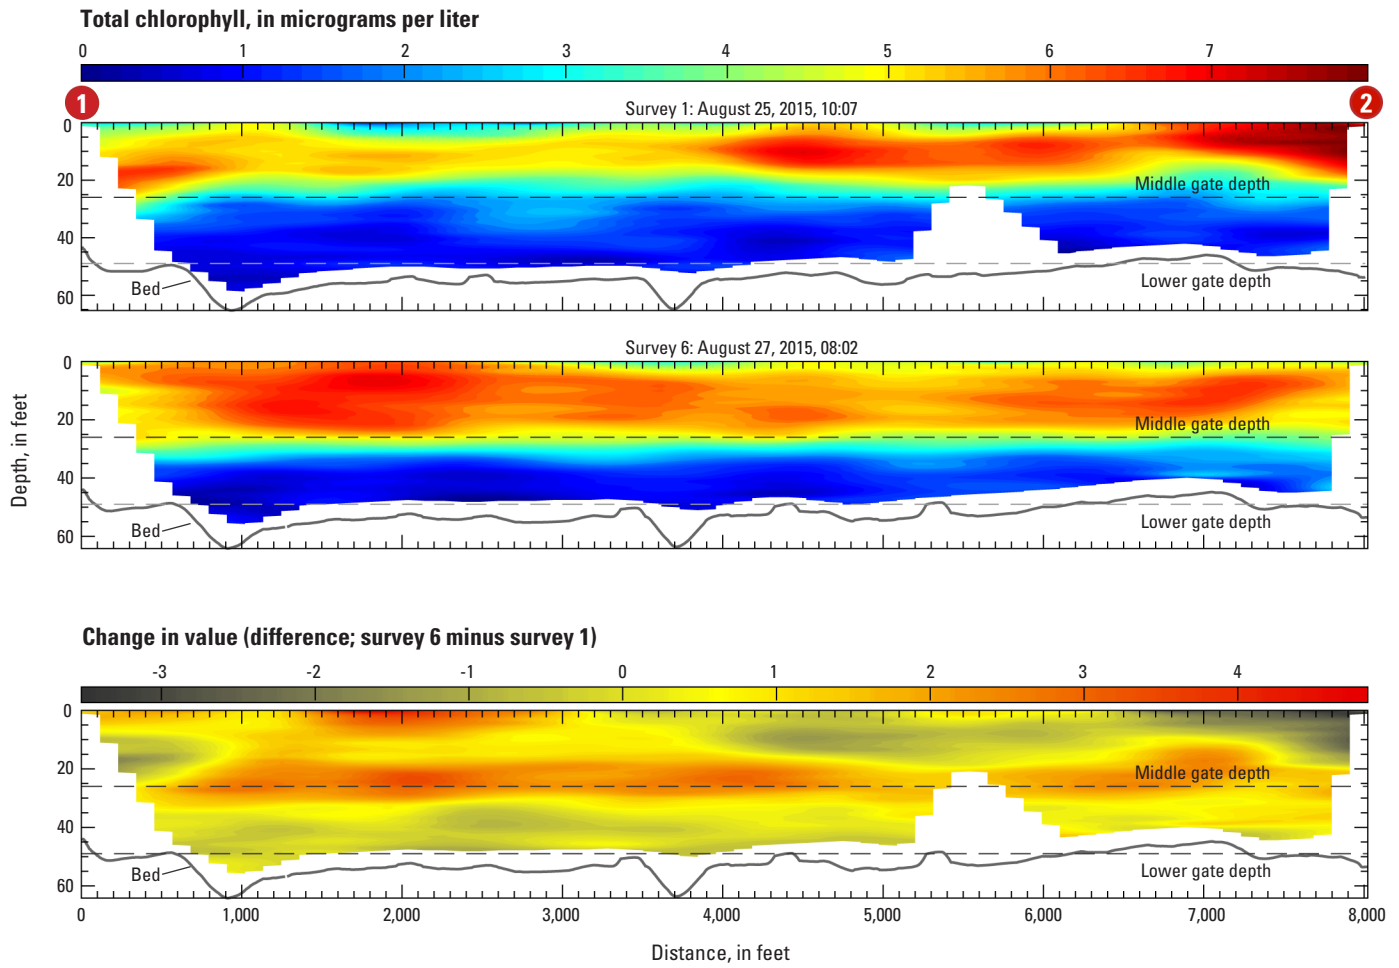 Total chlorophyll, in micrograms per liter
0 1 2 3 4 5 6 7
1 2
Survey 1: August 25, 2015, 10:07
0
20
Middle gate depth
40
Lower gate depth
Bed
60
Survey 6: August 27, 2015, 08:02
0
20
Middle gate depth
40
Lower gate depth
Bed
60
Depth, in feet
Change in value (difference; survey 6 minus survey 1)
-3 -2 -1 0 1 2 3 4
0
20
Middle gate depth
40
Lower gate depth
Bed
60
0 1,000 2,000 3,000 4,000 5,000 6,000 7,000 8,000
Distance, in feet